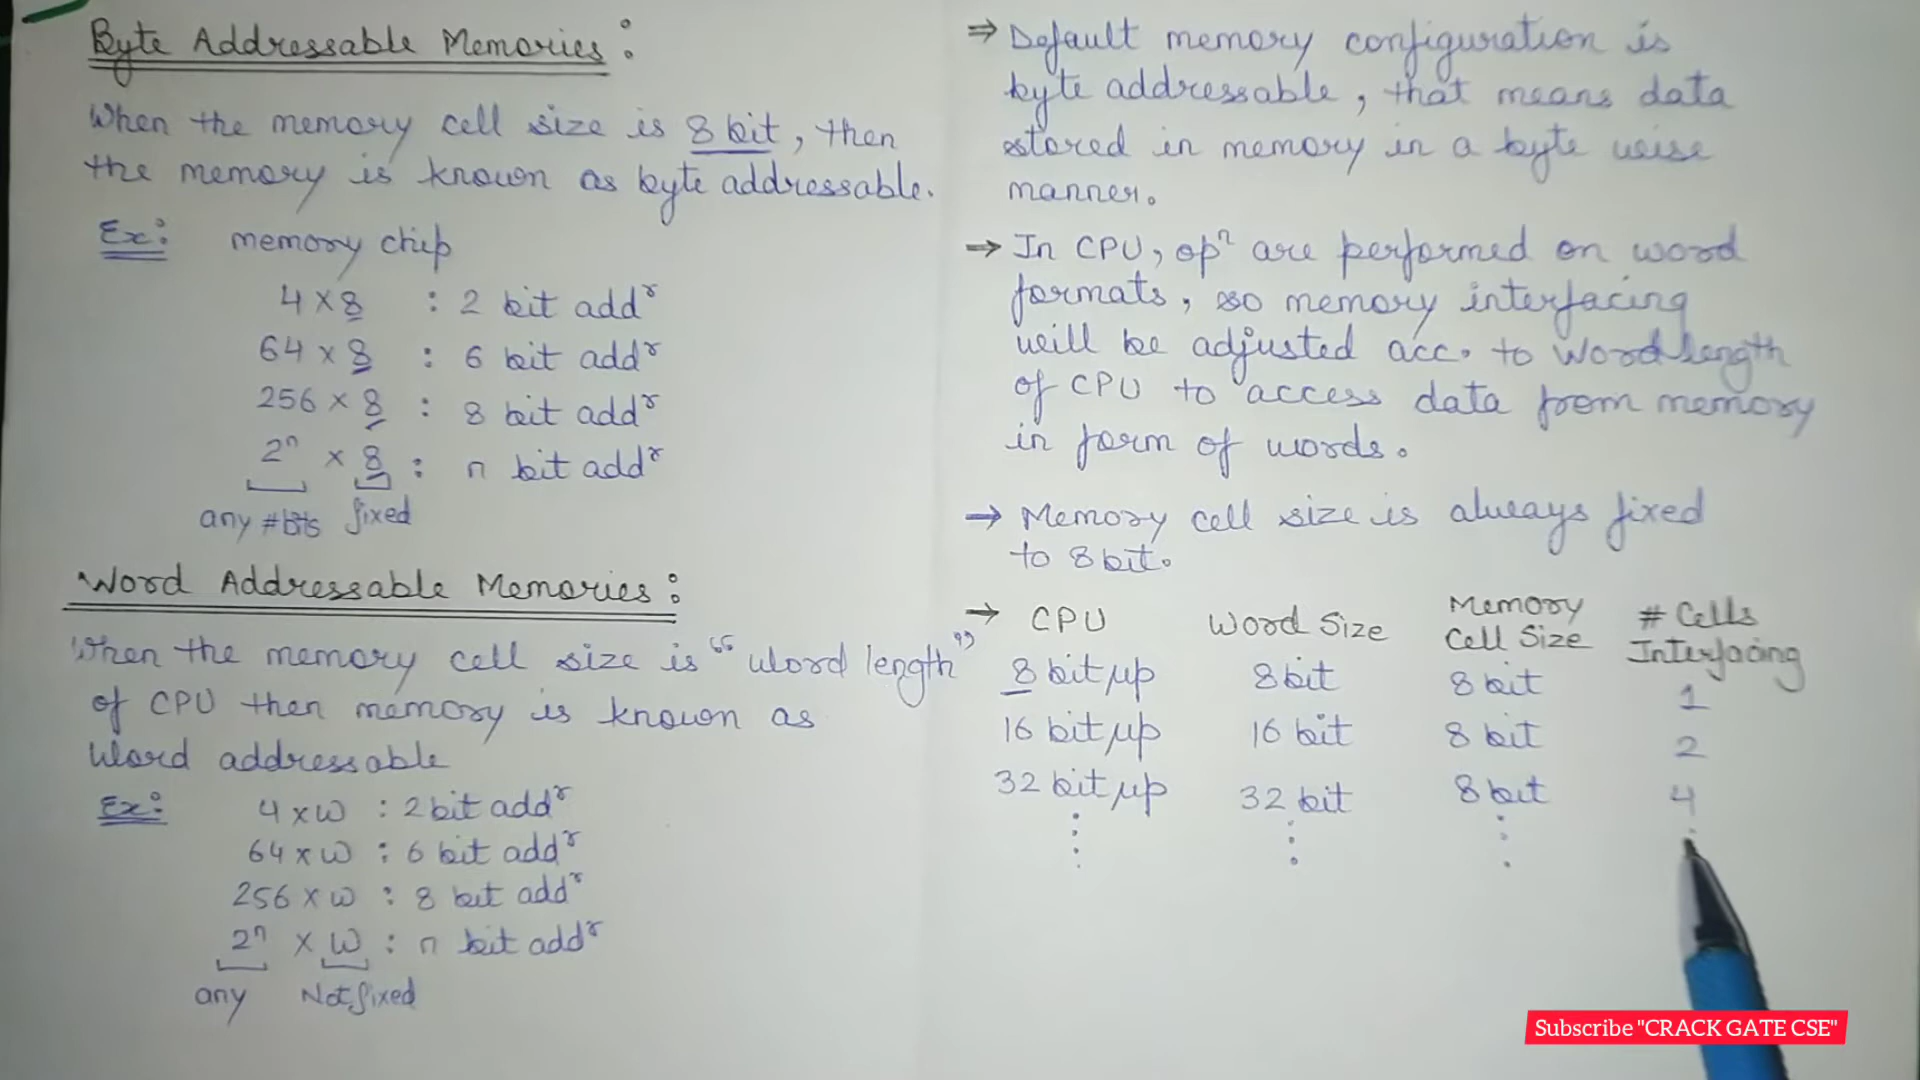 Byte Addressable Memories:
When the memory cell size is 8 bit, then
the memory is known as byte addressable.
Ex: memory chip
4 × 8 : 2 bit addʳ
64 × 8 : 6 bit addʳ
256 × 8 : 8 bit addʳ
2ⁿ × 8 : n bit addʳ
any #bits fixed
Word Addressable Memories:
When the memory cell size is "word length"
of CPU then memory is known as
Word addressable
Ex: 4 × W : 2 bit addʳ
64 × W : 6 bit addʳ
256 × W : 8 bit addʳ
2ⁿ × W : n bit addʳ
any Not fixed
⇒ Default memory configuration is
byte addressable, that means data
stored in memory in a byte wise
manner.
→ In CPU, opⁿ are performed on word
formats, so memory interfacing
will be adjusted acc. to Word length
of CPU to access data from memory
in form of words.
→ Memory cell size is always fixed
to 8 bit.
→ CPU Word Size Memory Cell Size # Cells Interfacing
8 bit μp 8 bit 8 bit 1
16 bit μp 16 bit 8 bit 2
32 bit μp 32 bit 8 bit 4
Subscribe "CRACK GATE CSE"